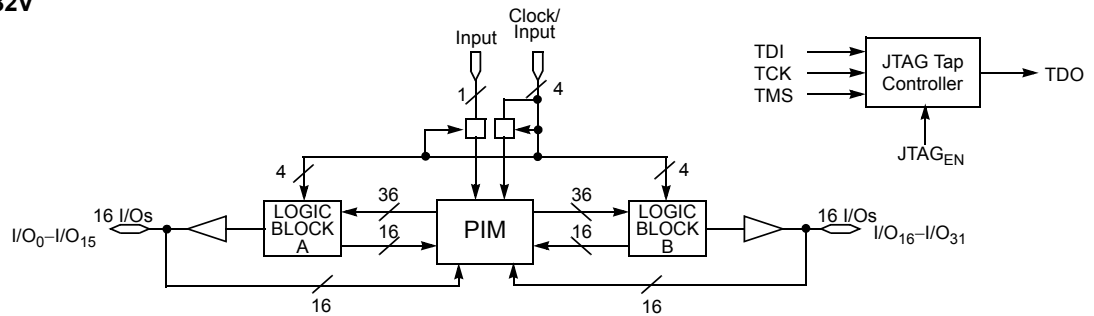 32V
Clock/
Input
Input
1
4
TDI
TCK
TMS
JTAG Tap
Controller
TDO
JTAGEN
4
4
16 I/Os
I/O0–I/O15
LOGIC
BLOCK
A
36
16
PIM
36
16
LOGIC
BLOCK
B
16 I/Os
I/O16–I/O31
16
16